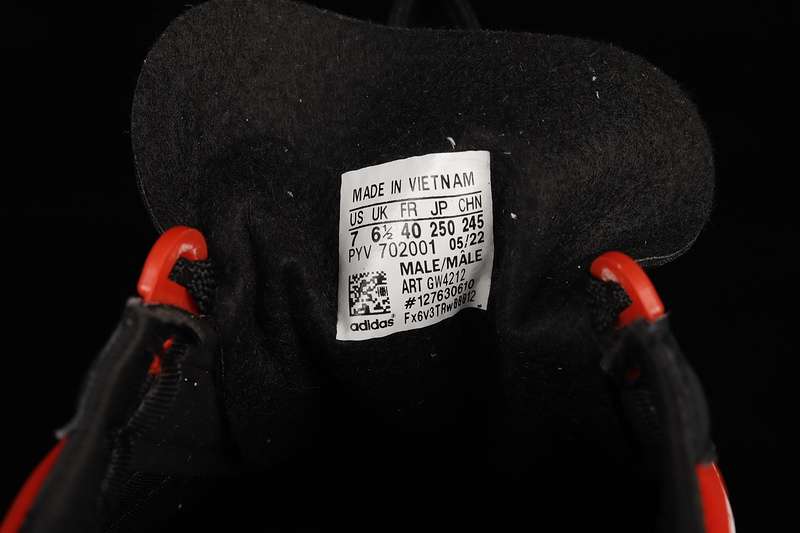 MADE IN VIETNAM
US UK FR JP CHN
7 6½ 40 250 245
PYV 702001 05/22
MALE/MÂLE
ART GW4212
#127630610
Fx6v3TRw88812
adidas